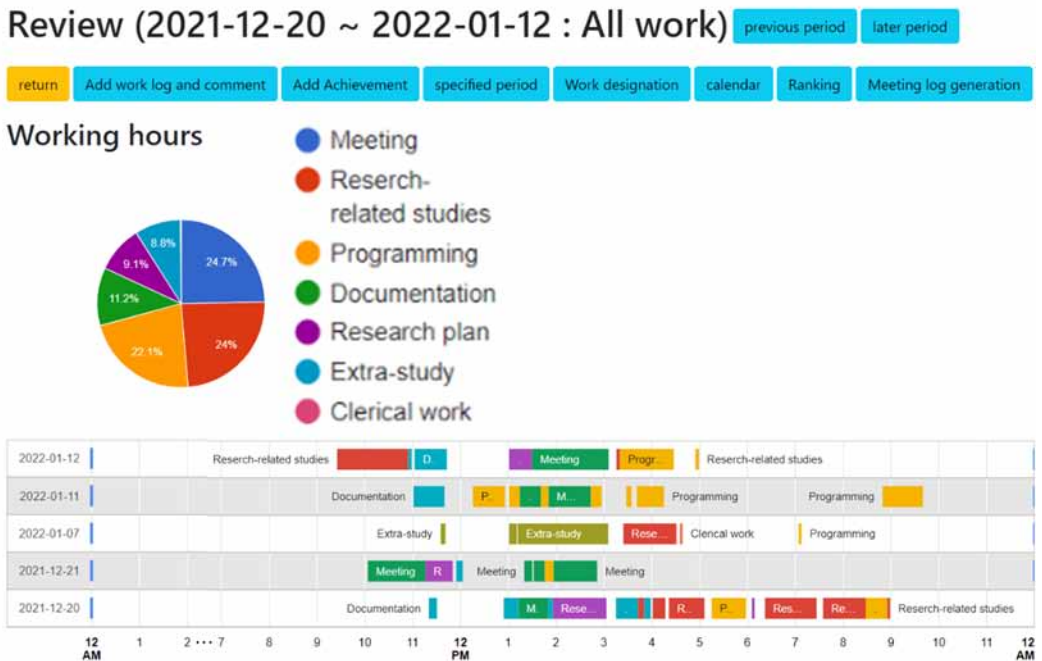 Review (2021-12-20 ~ 2022-01-12 : All work) previous period later period
return Add work log and comment Add Achievement specified period Work designation calendar Ranking Meeting log generation
Working hours
Meeting
Reserch-
related studies
Programming
Documentation
Research plan
Extra-study
Clerical work
8.8% 24.7%
9.1%
11.2%
22.1% 24%
2022-01-12 Reserch-related studies D. Meeting Progr... Reserch-related studies
2022-01-11 Documentation P.. M... Programming Programming
2022-01-07 Extra-study Extra-study Rese... Clencal work Programming
2021-12-21 Meeting R Meeting Meeting
2021-12-20 Documentation M. Rese... R.. P.. Res... Re... Reserch-related studies
12 AM 1 2 ··· 7 8 9 10 11 12 PM 1 2 3 4 5 6 7 8 9 10 11 12 AM